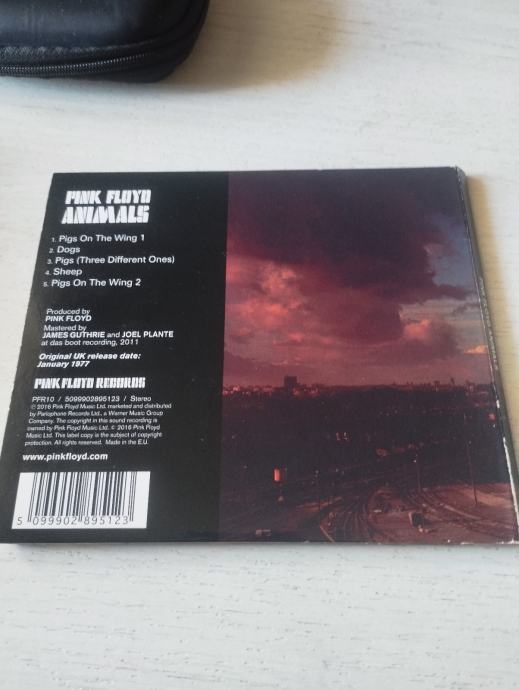 PINK FLOYD
ANIMALS
1. Pigs On The Wing 1
2. Dogs
3. Pigs (Three Different Ones)
4. Sheep
5. Pigs On The Wing 2
Produced by
PINK FLOYD
Mastered by
JAMES GUTHRIE and JOEL PLANTE
at das boot recording, 2011
Original UK release date:
January 1977
PINK FLOYD RECORDS
PFR10 / 5099902895123 / Stereo
℗ 2016 Pink Floyd Music Ltd. marketed and distributed
by Parlophone Records Ltd., a Warner Music Group
Company. The copyright in this sound recording is
owned by Pink Floyd Music Ltd. © 2016 Pink Floyd
Music Ltd. This label copy is the subject of copyright
protection. All rights reserved. Made in the E.U.
www.pinkfloyd.com
5 099902 895123